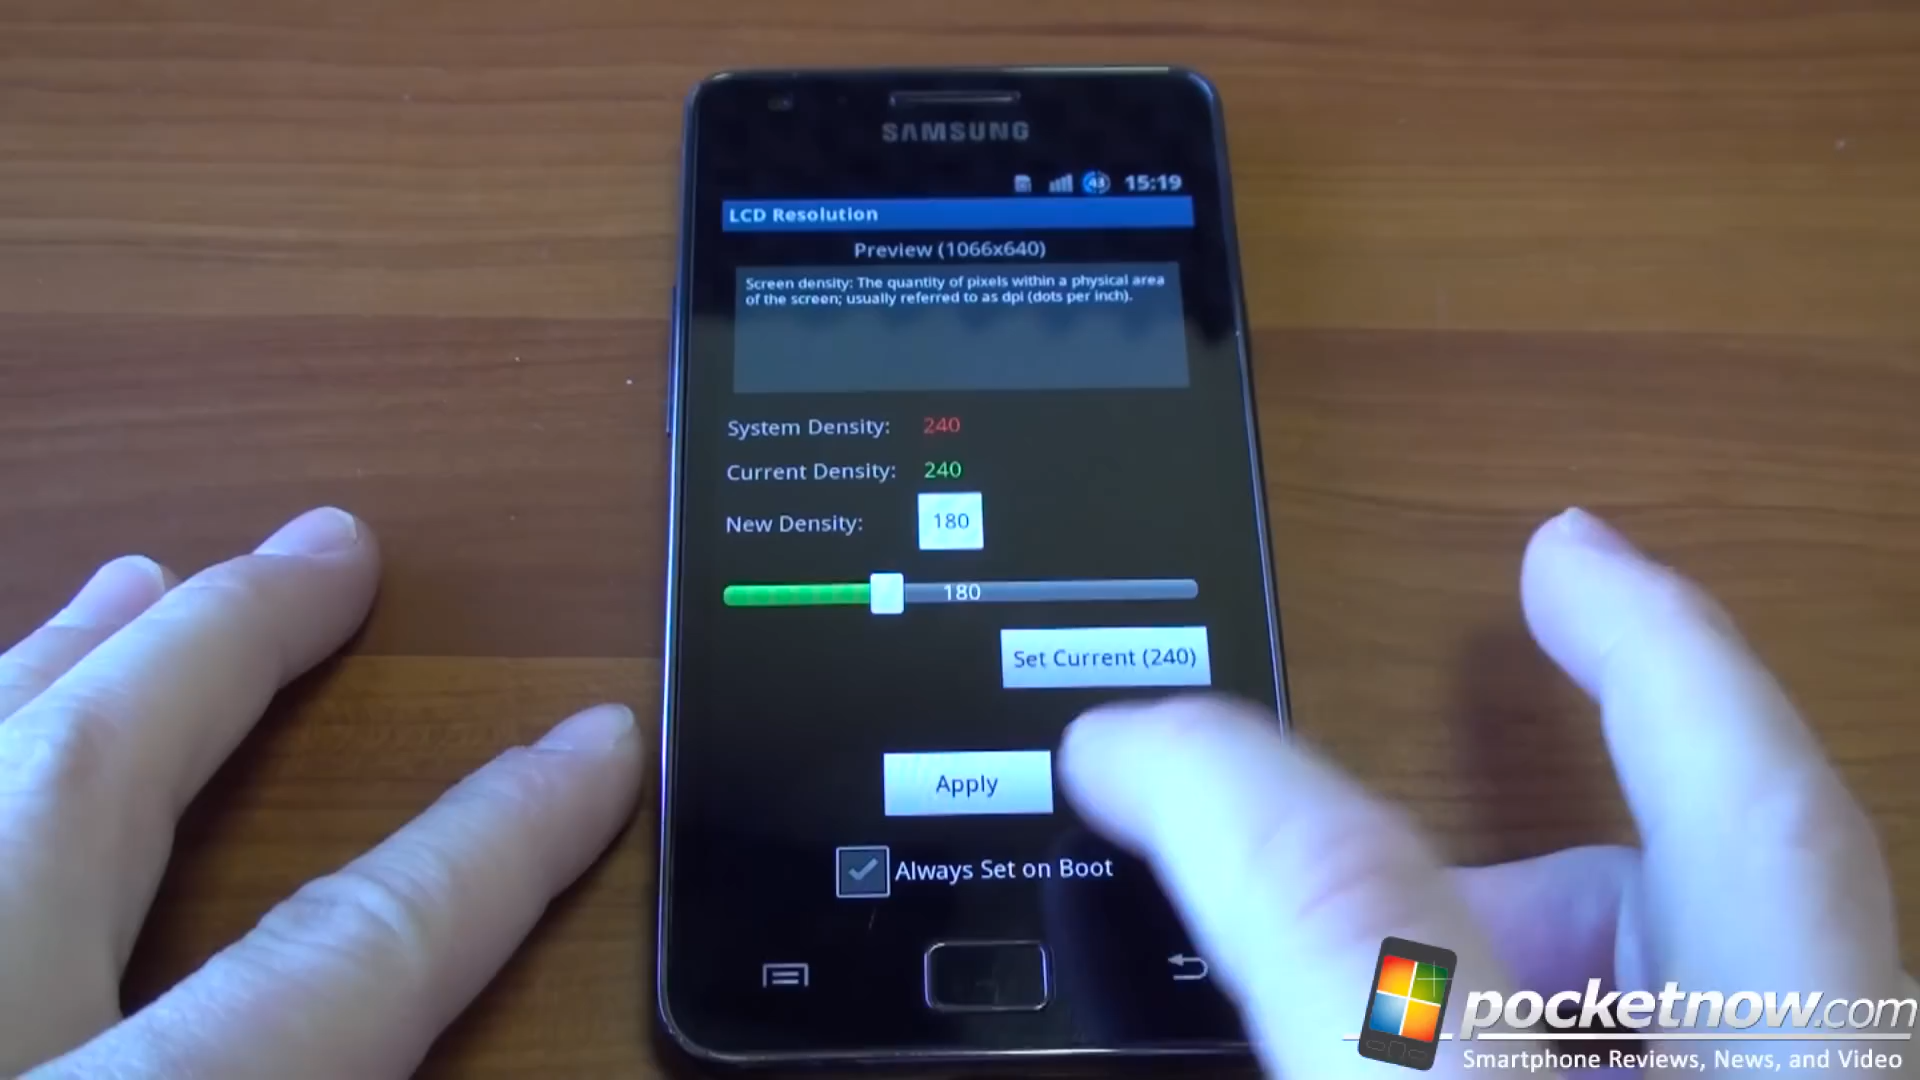 SAMSUNG
43 15:19
LCD Resolution
Preview (1066x640)
Screen density: The quantity of pixels within a physical area
of the screen; usually referred to as dpi (dots per inch).
System Density: 240
Current Density: 240
New Density: 180
180
Set Current (240)
Apply
Always Set on Boot
pocketnow.com
Smartphone Reviews, News, and Video